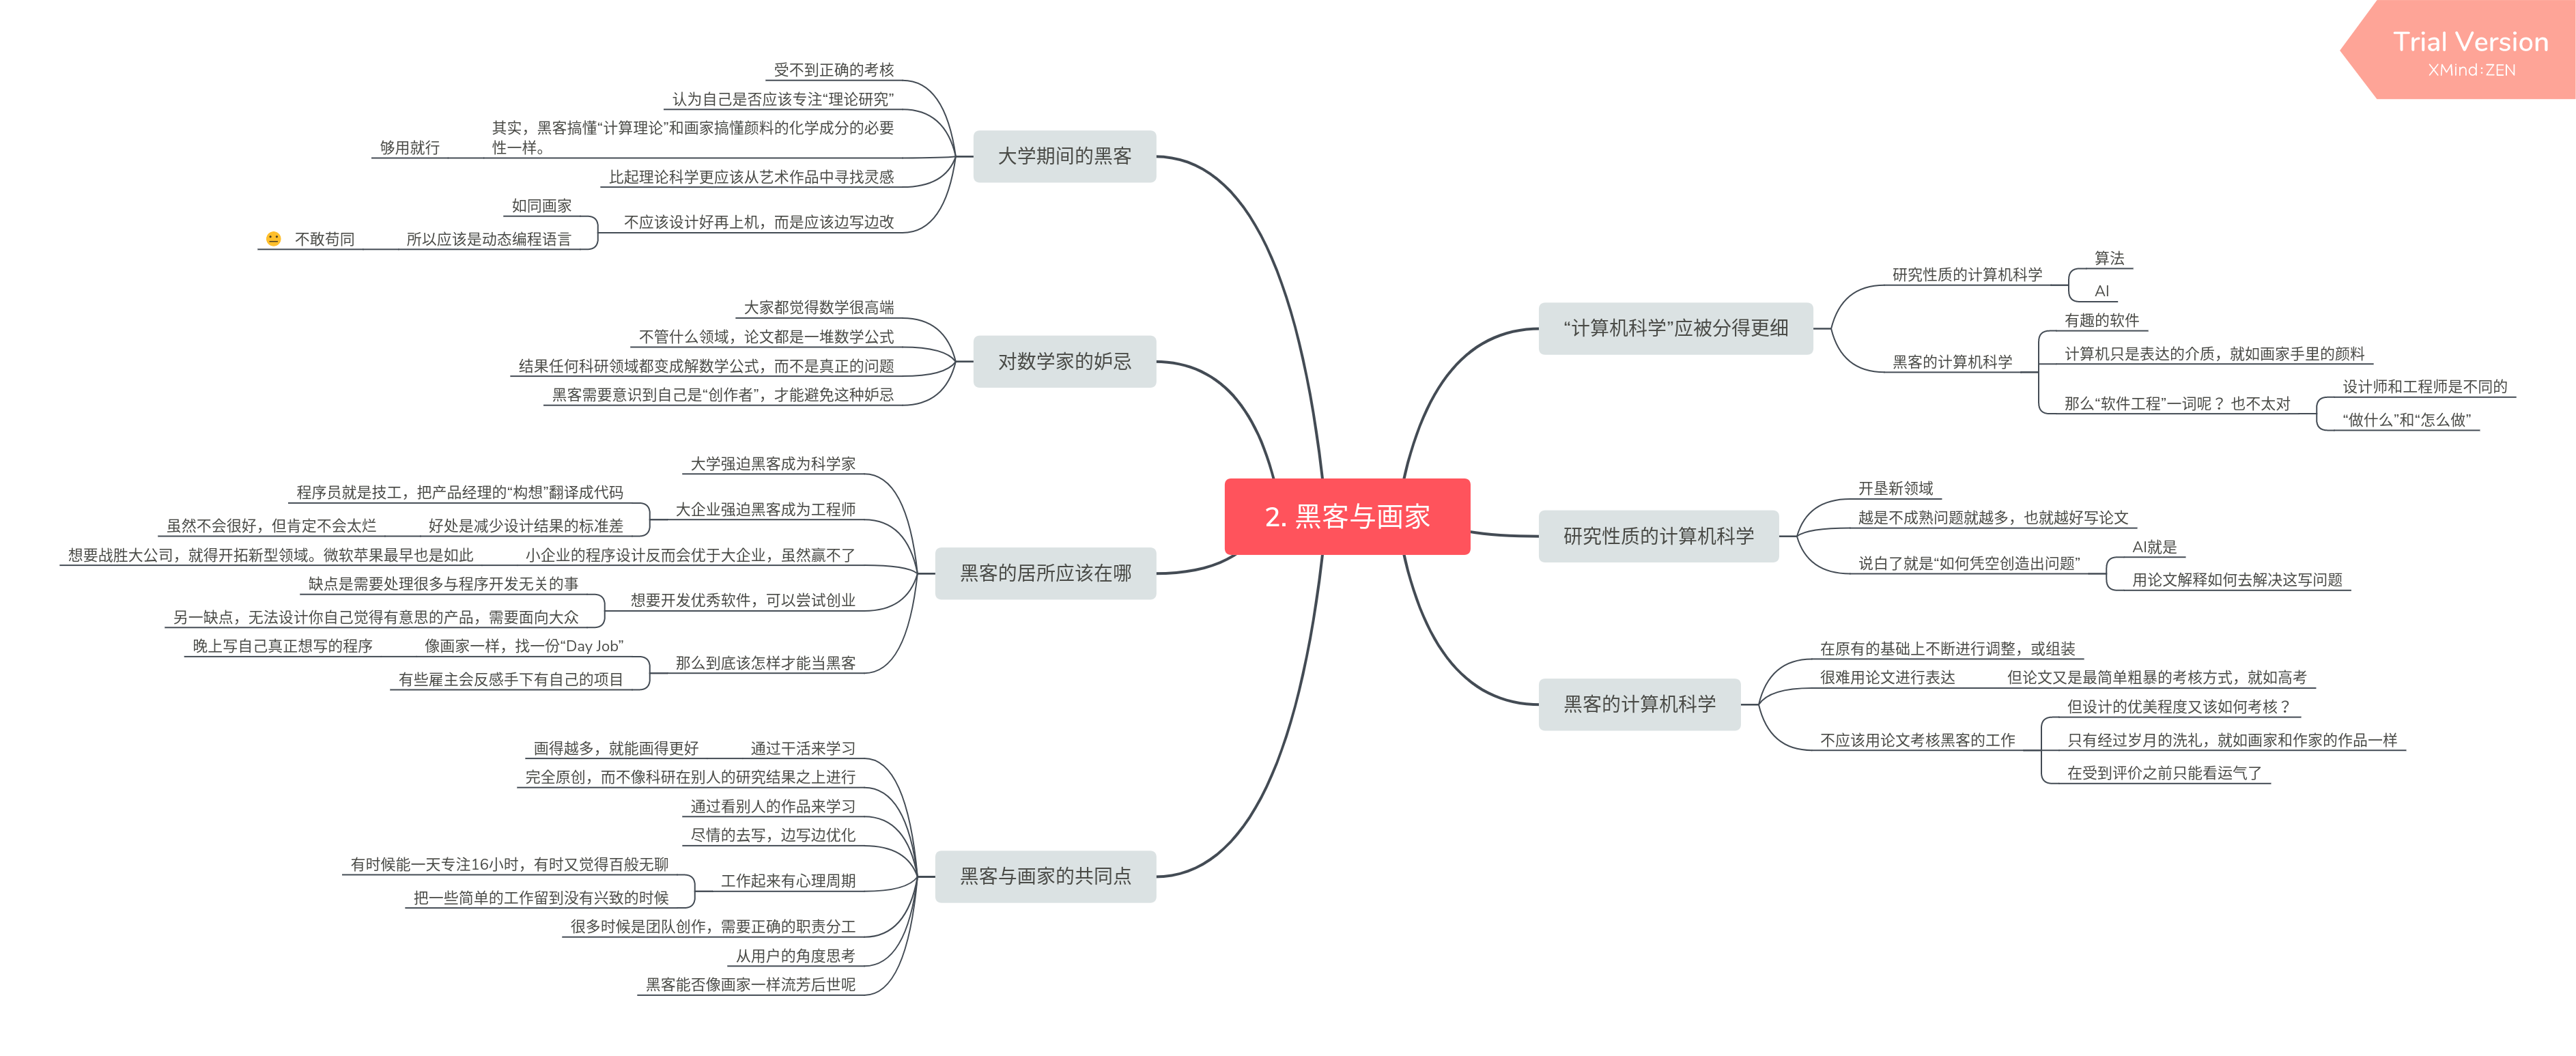 Trial Version
XMind:ZEN
2. 黑客与画家
“计算机科学”应被分得更细
研究性质的计算机科学
算法
AI
黑客的计算机科学
有趣的软件
计算机只是表达的介质，就如画家手里的颜料
那么“软件工程”一词呢？也不太对
设计师和工程师是不同的
“做什么”和“怎么做”
研究性质的计算机科学
开垦新领域
越是不成熟问题就越多，也就越好写论文
说白了就是“如何凭空创造出问题”
AI就是
用论文解释如何去解决这写问题
黑客的计算机科学
在原有的基础上不断进行调整，或组装
很难用论文进行表达
但论文又是最简单粗暴的考核方式，就如高考
不应该用论文考核黑客的工作
但设计的优美程度又该如何考核？
只有经过岁月的洗礼，就如画家和作家的作品一样
在受到评价之前只能看运气了
大学期间的黑客
受不到正确的考核
认为自己是否应该专注“理论研究”
其实，黑客搞懂“计算理论”和画家搞懂颜料的化学成分的必要
性一样。
够用就行
比起理论科学更应该从艺术作品中寻找灵感
不应该设计好再上机，而是应该边写边改
如同画家
所以应该是动态编程语言
😐 不敢苟同
对数学家的妒忌
大家都觉得数学很高端
不管什么领域，论文都是一堆数学公式
结果任何科研领域都变成解数学公式，而不是真正的问题
黑客需要意识到自己是“创作者”，才能避免这种妒忌
黑客的居所应该在哪
大学强迫黑客成为科学家
大企业强迫黑客成为工程师
程序员就是技工，把产品经理的“构想”翻译成代码
好处是减少设计结果的标准差
虽然不会很好，但肯定不会太烂
小企业的程序设计反而会优于大企业，虽然赢不了
想要战胜大公司，就得开拓新型领域。微软苹果最早也是如此
想要开发优秀软件，可以尝试创业
缺点是需要处理很多与程序开发无关的事
另一缺点，无法设计你自己觉得有意思的产品，需要面向大众
那么到底该怎样才能当黑客
像画家一样，找一份“Day Job”
晚上写自己真正想写的程序
有些雇主会反感手下有自己的项目
黑客与画家的共同点
通过干活来学习
画得越多，就能画得更好
完全原创，而不像科研在别人的研究结果之上进行
通过看别人的作品来学习
尽情的去写，边写边优化
工作起来有心理周期
有时候能一天专注16小时，有时又觉得百般无聊
把一些简单的工作留到没有兴致的时候
很多时候是团队创作，需要正确的职责分工
从用户的角度思考
黑客能否像画家一样流芳后世呢